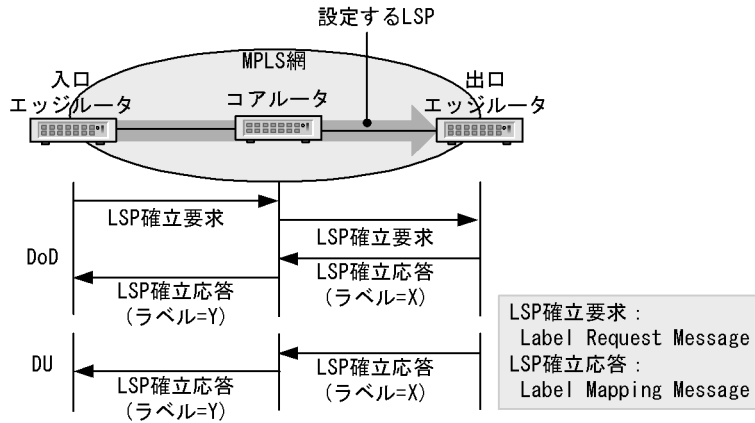 設定するLSP
MPLS網
入口
エッジルータ
コアルータ
出口
エッジルータ
DoD
LSP確立要求
LSP確立要求
LSP確立応答
(ラベル=X)
LSP確立応答
(ラベル=Y)
DU
LSP確立応答
(ラベル=X)
LSP確立応答
(ラベル=Y)
LSP確立要求：
Label Request Message
LSP確立応答：
Label Mapping Message